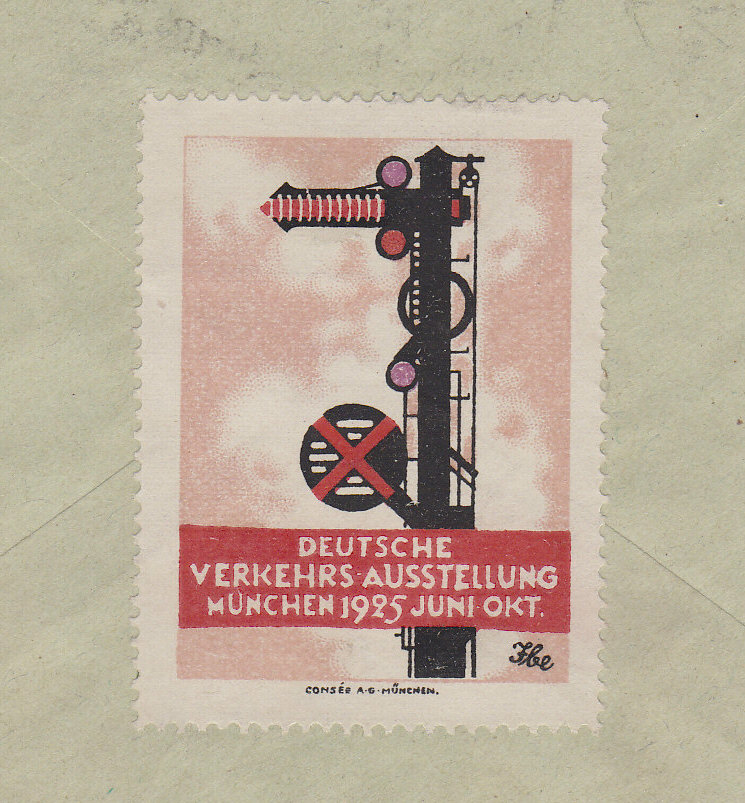 DEUTSCHE
VERKEHRS-AUSSTELLUNG
MÜNCHEN 1925 JUNI-OKT.
Ibe
CONSÉE A·G·MÜNCHEN.